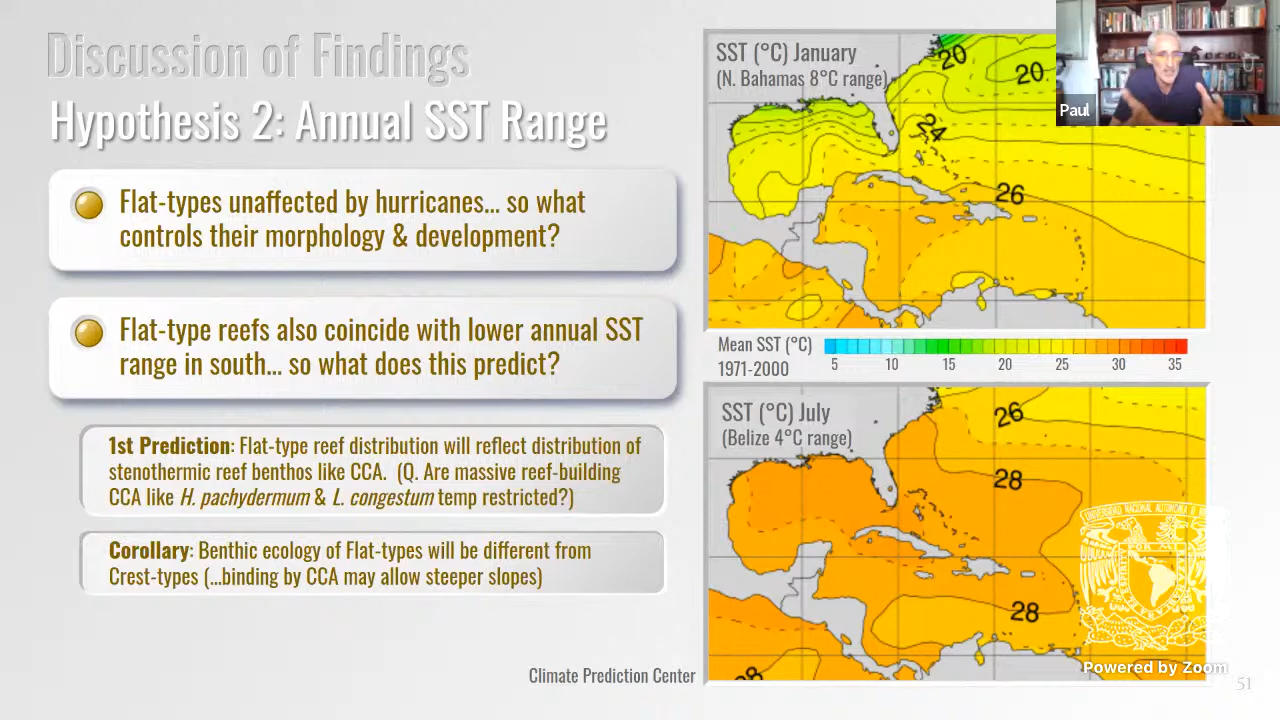 Discussion of Findings
Hypothesis 2: Annual SST Range
Flat-types unaffected by hurricanes... so what
controls their morphology & development?
Flat-type reefs also coincide with lower annual SST
range in south... so what does this predict?
1st Prediction: Flat-type reef distribution will reflect distribution of
stenothermic reef benthos like CCA. (Q. Are massive reef-building
CCA like H. pachydermum & L. congestum temp restricted?)
Corollary: Benthic ecology of Flat-types will be different from
Crest-types (...binding by CCA may allow steeper slopes)
Climate Prediction Center
SST (°C) January
(N. Bahamas 8°C range)
20
20
24
26
Paul
Mean SST (°C)
1971-2000
5 10 15 20 25 30 35
SST (°C) July
(Belize 4°C range)
26
28
28
Powered by Zoom
51